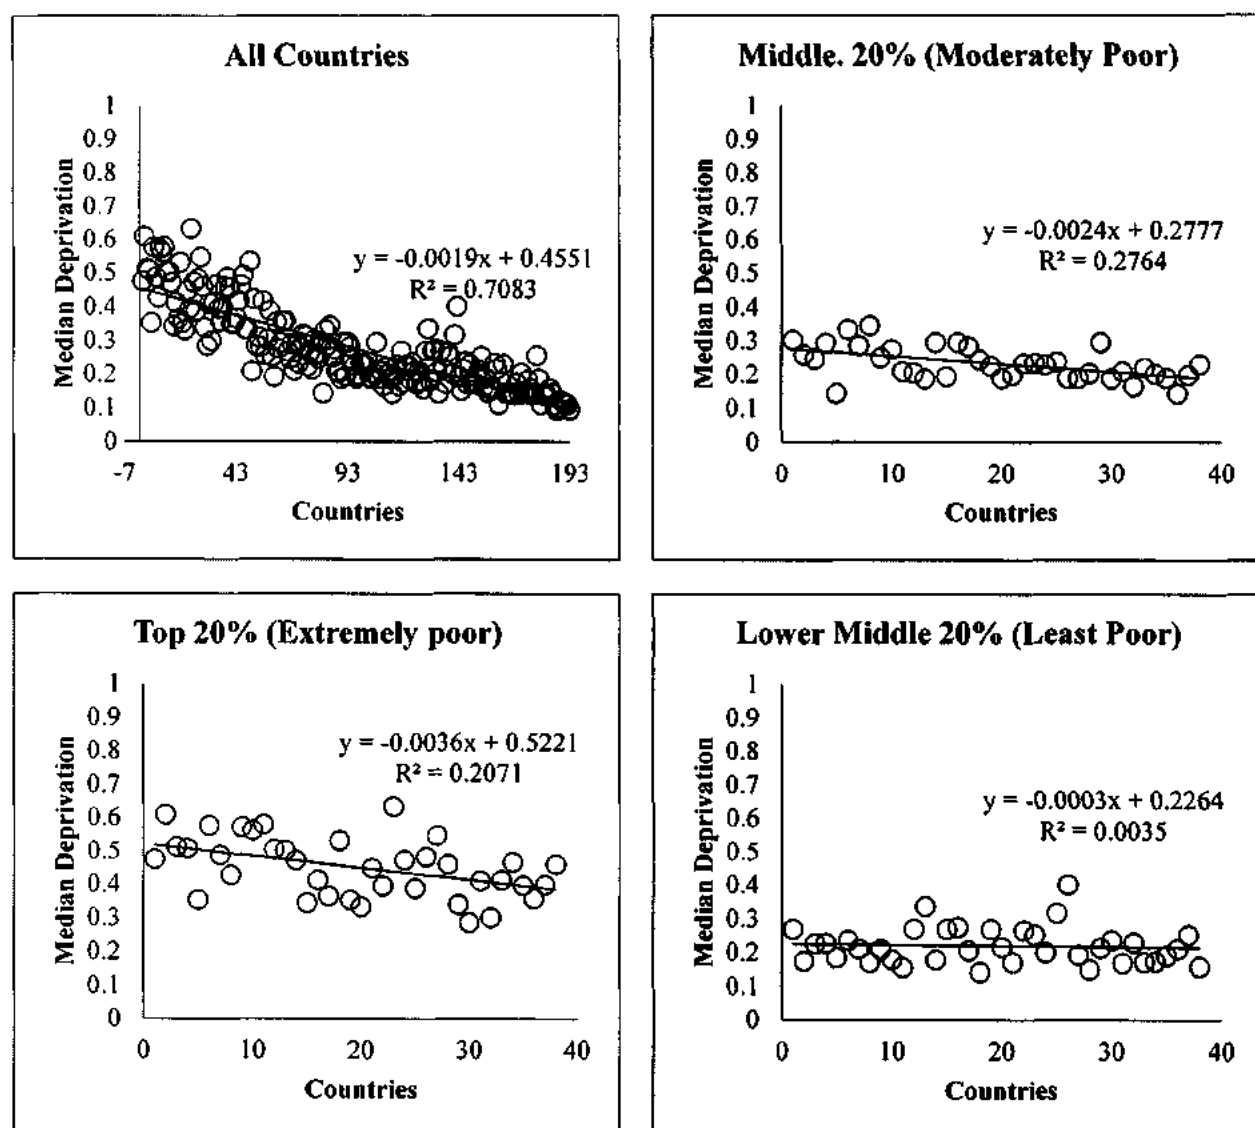 All Countries
Median Deprivation
1
0.9
0.8
0.7
0.6
0.5
0.4
0.3
0.2
0.1
0
y = -0.0019x + 0.4551
R² = 0.7083
-7 43 93 143 193
Countries
Middle. 20% (Moderately Poor)
Median Deprivation
1
0.9
0.8
0.7
0.6
0.5
0.4
0.3
0.2
0.1
0
y = -0.0024x + 0.2777
R² = 0.2764
0 10 20 30 40
Countries
Top 20% (Extremely poor)
Median Deprivation
1
0.9
0.8
0.7
0.6
0.5
0.4
0.3
0.2
0.1
0
y = -0.0036x + 0.5221
R² = 0.2071
0 10 20 30 40
Countries
Lower Middle 20% (Least Poor)
Median Deprivation
1
0.9
0.8
0.7
0.6
0.5
0.4
0.3
0.2
0.1
0
y = -0.0003x + 0.2264
R² = 0.0035
0 10 20 30 40
Countries